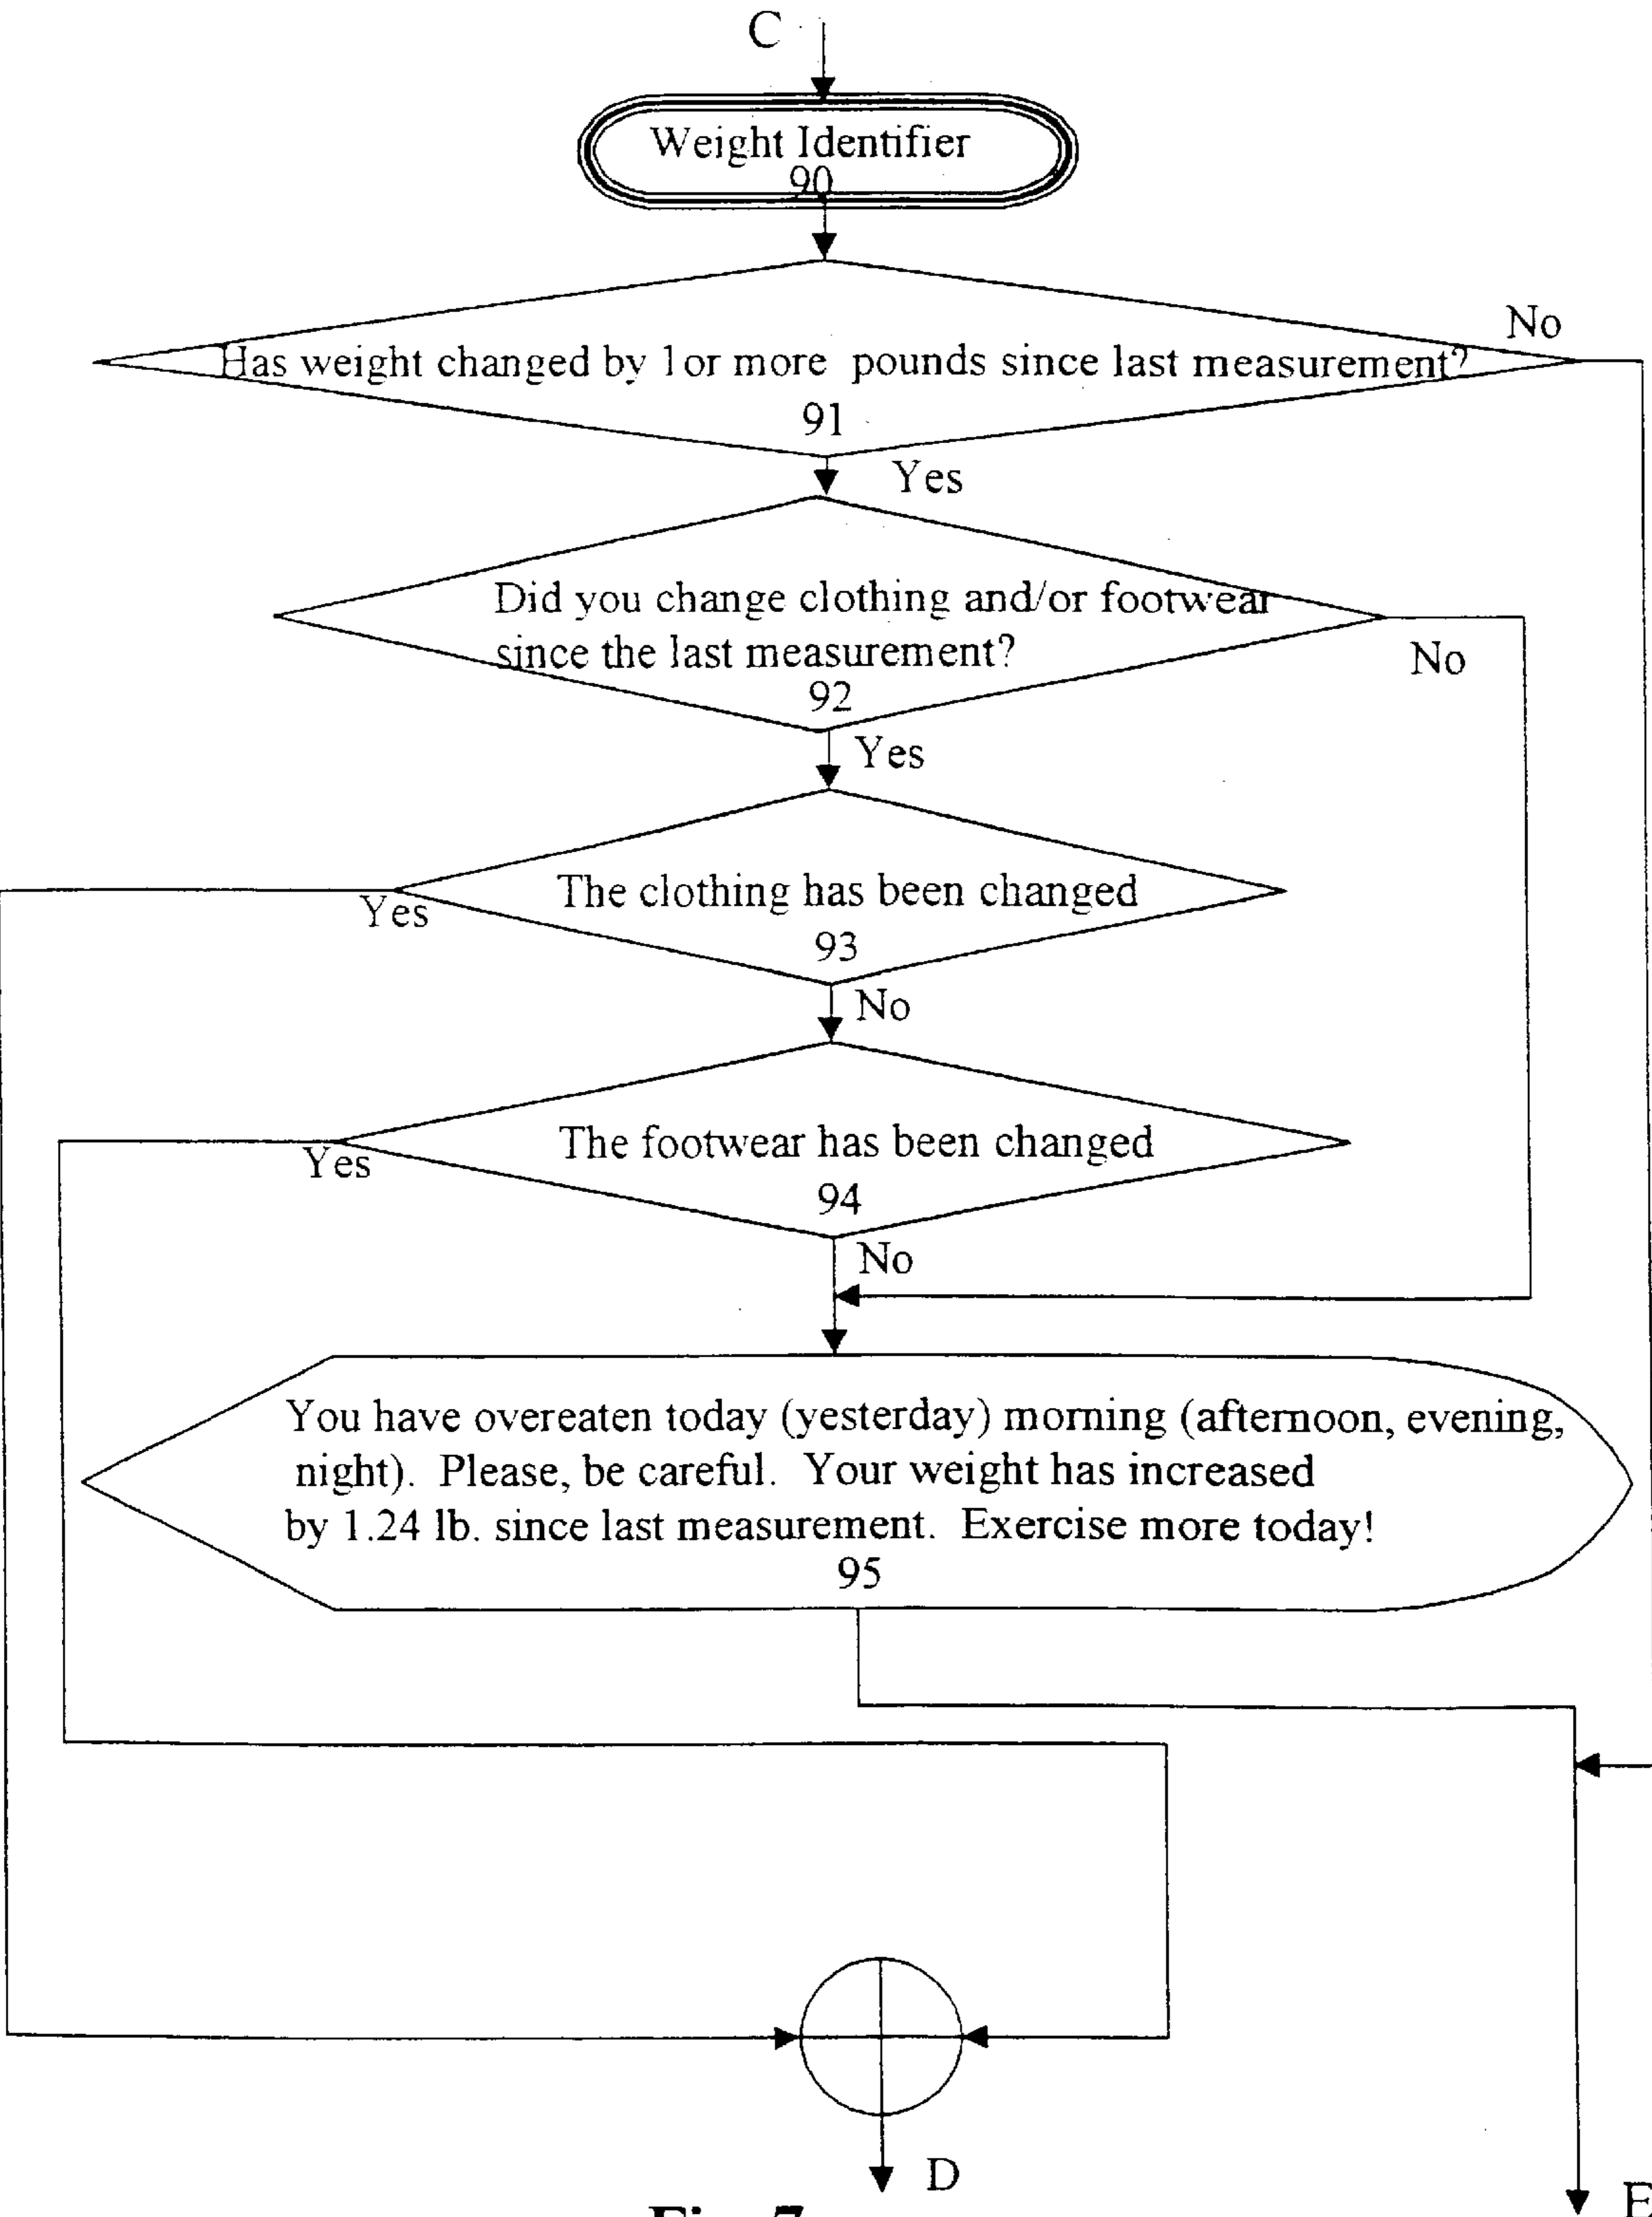 C
Weight Identifier
90
No
Has weight changed by 1or more pounds since last measurement?
91
Yes
Did you change clothing and/or footwear
since the last measurement?
92
No
Yes
The clothing has been changed
Yes
93
No
The footwear has been changed
Yes
94
No
You have overeaten today (yesterday) morning (afternoon, evening,
night). Please, be careful. Your weight has increased
by 1.24 lb. since last measurement. Exercise more today!
95
D
E
Fig. 7